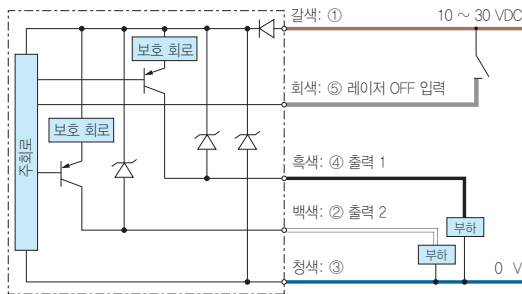 갈색: ① 10 ~ 30 VDC
보호 회로
회색: ⑤ 레이저 OFF 입력
보호 회로
주회로
흑색: ④ 출력 1
백색: ② 출력 2
부하
부하
청색: ③ 0 V